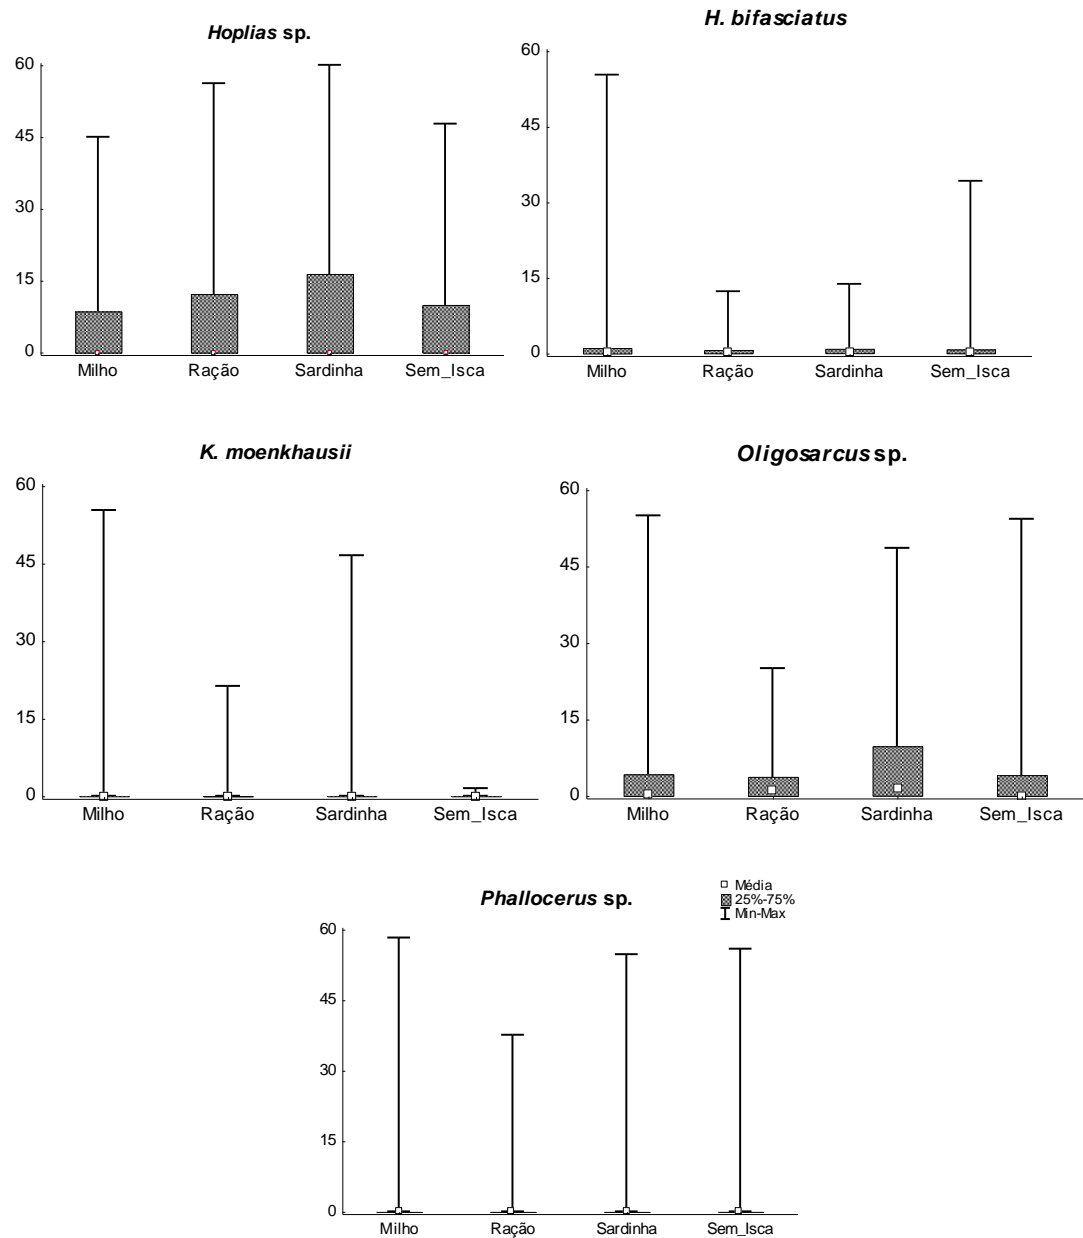 Hoplias sp.
60
45
30
15
0
Milho Ração Sardinha Sem_Isca
H. bifasciatus
60
45
30
15
0
Milho Ração Sardinha Sem_Isca
K. moenkhausii
60
45
30
15
0
Milho Ração Sardinha Sem_Isca
Oligosarcus sp.
60
45
30
15
0
Milho Ração Sardinha Sem_Isca
Phallocerus sp.
Média
25%-75%
Min-Max
60
45
30
15
0
Milho Ração Sardinha Sem_Isca